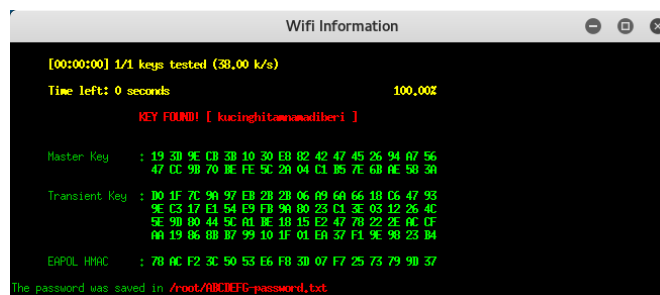 Wifi Information
[00:00:00] 1/1 keys tested (38.00 k/s)
Time left: 0 seconds 100.00%
KEY FOUND! [ kucinghitamnamadiberi ]
Master Key : 19 3D 9E CB 3B 10 30 E8 82 42 47 45 26 94 A7 56
47 CC 9B 70 BE FE 5C 2A 04 C1 B5 7E 6D AE 58 3A
Transient Key : D0 1F 7C 9A 97 EB 2B 2B 06 A9 6A 66 18 C6 47 93
9E C3 17 E1 54 E9 FB 9A 80 23 C1 3E 03 12 26 4C
5E 9D 80 44 5C A1 BE 18 15 E2 47 78 22 2E AC CF
AA 19 86 8B B7 99 10 1F 01 EA 37 F1 9E 98 23 B4
EAPOL HMAC : 78 AC F2 3C 50 53 E6 F8 3D 07 F7 25 73 79 9D 37
The password was saved in /root/ABCDEFG-password.txt